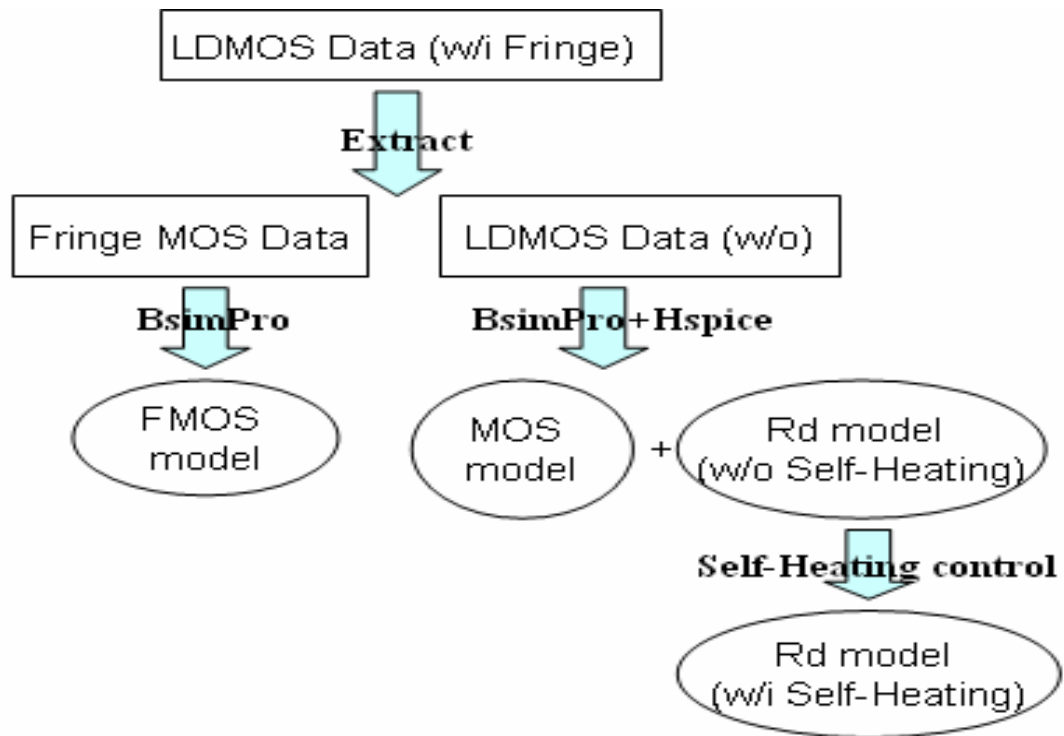 LDMOS Data (w/i Fringe)
Extract
Fringe MOS Data
LDMOS Data (w/o)
BsimPro
BsimPro+Hspice
FMOS
model
MOS
model
+
Rd model
(w/o Self-Heating)
Self-Heating control
Rd model
(w/i Self-Heating)